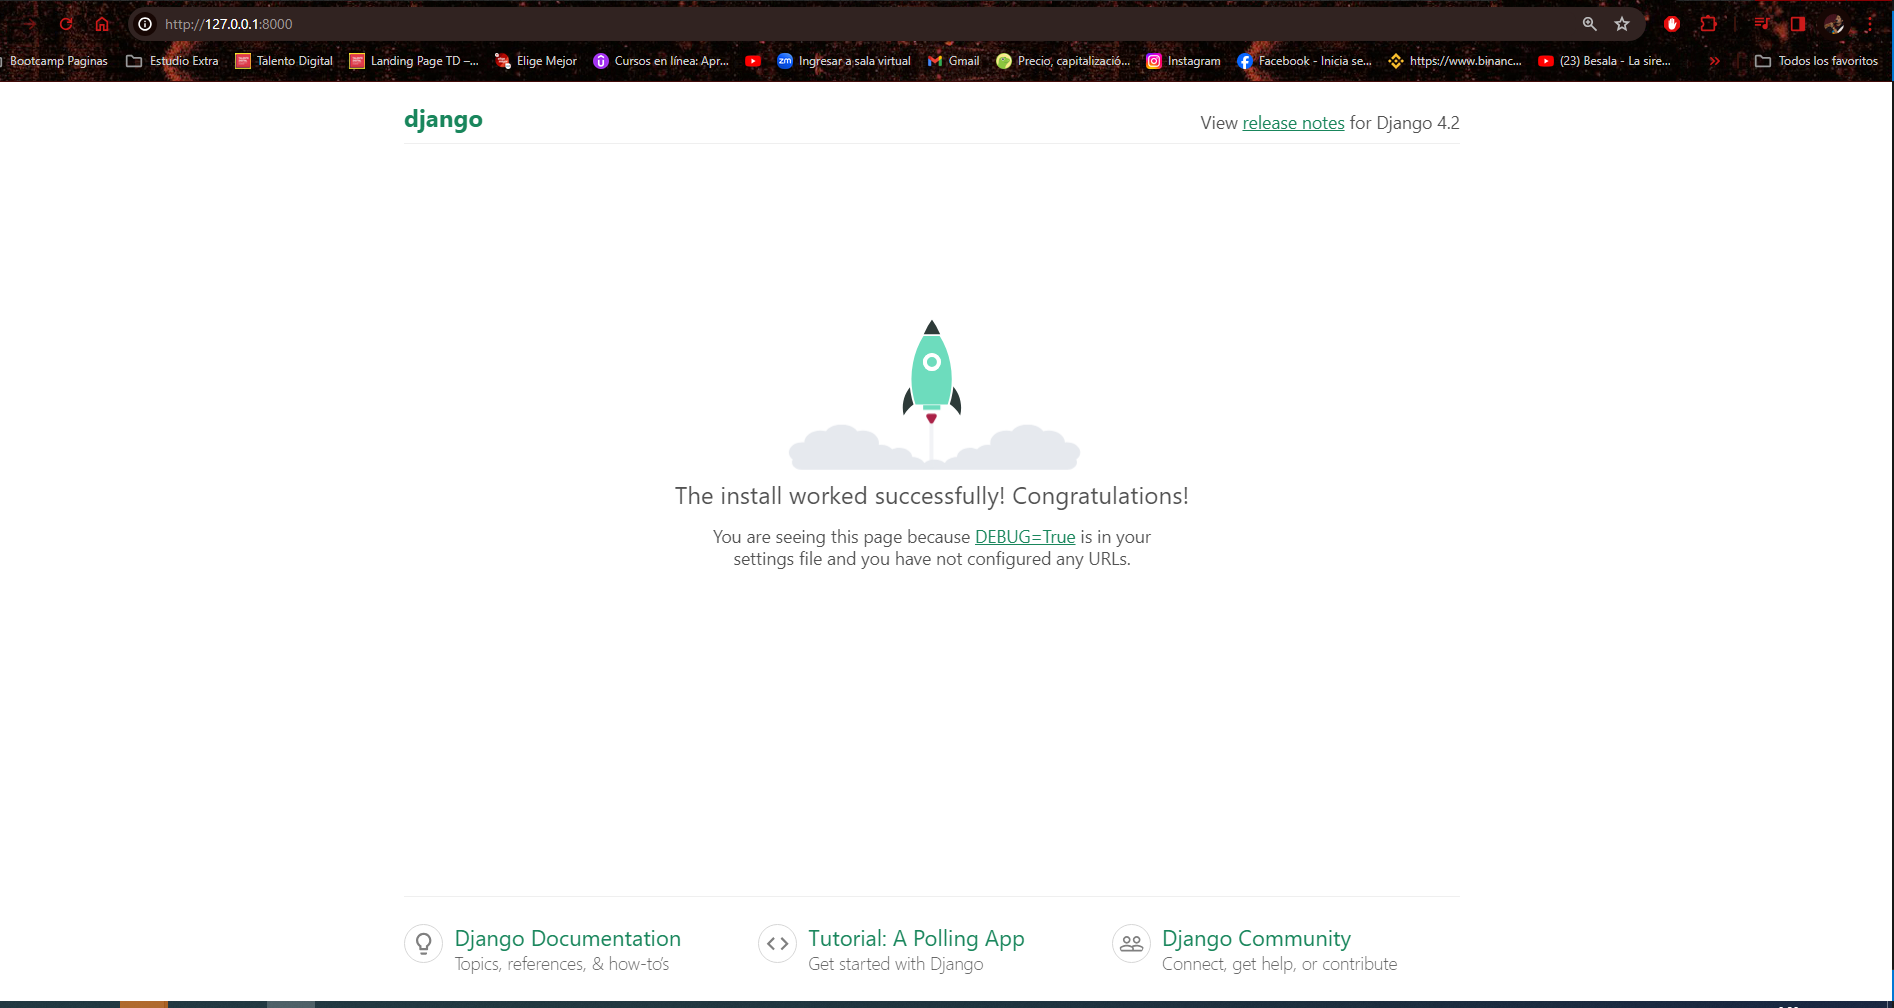 http://127.0.0.1:8000
Bootcamp Paginas Estudio Extra Talento Digital Landing Page TD –... Elige Mejor Cursos en línea: Apr... zm Ingresar a sala virtual Gmail Precio, capitalizació... Instagram Facebook - Inicia se... https://www.binanc... (23) Besala - La sire... » Todos los favoritos
django
View release notes for Django 4.2
The install worked successfully! Congratulations!
You are seeing this page because DEBUG=True is in your
settings file and you have not configured any URLs.
Django Documentation
Topics, references, & how-to’s
Tutorial: A Polling App
Get started with Django
Django Community
Connect, get help, or contribute